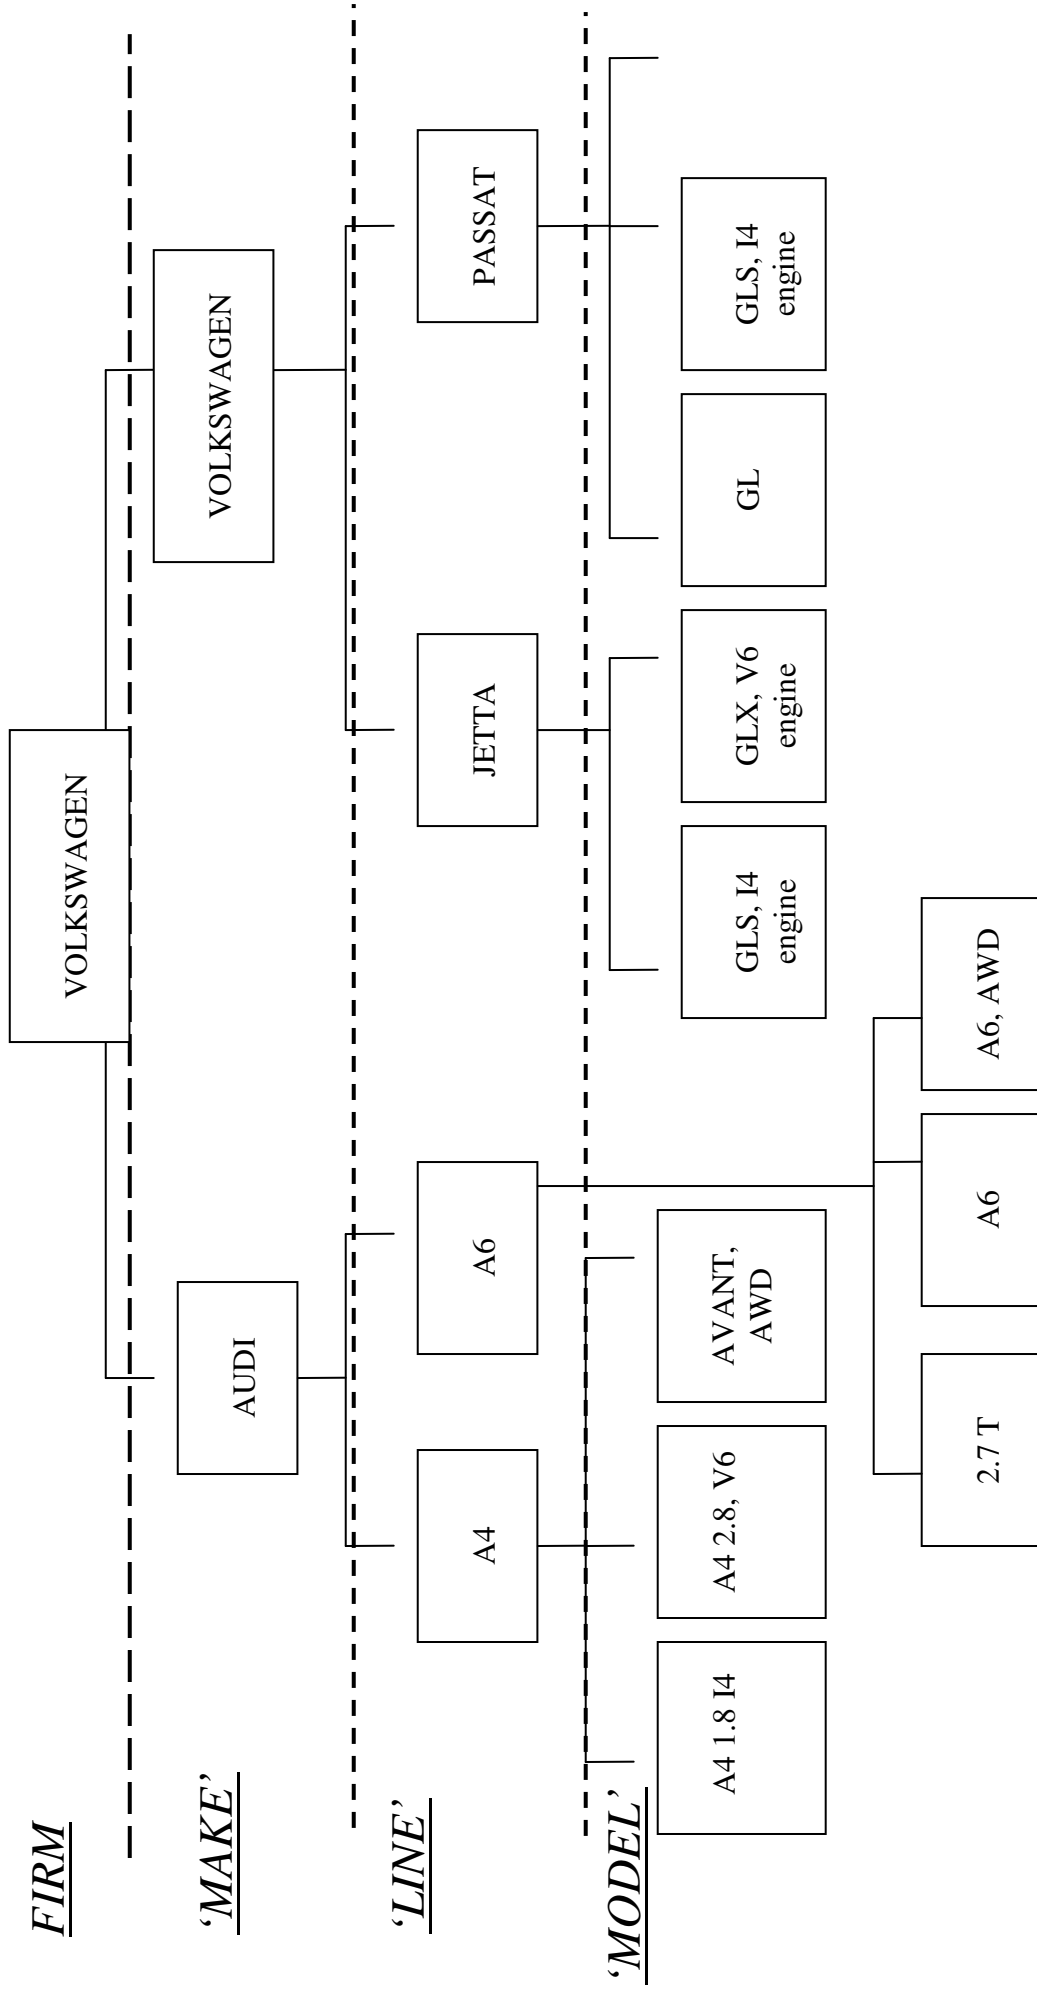 FIRM
VOLKSWAGEN
‘MAKE’
AUDI
VOLKSWAGEN
‘LINE’
A4
A6
JETTA
PASSAT
‘MODEL’
A4 1.8 I4
A4 2.8, V6
AVANT,
AWD
GLS, I4
engine
GLX, V6
engine
GL
GLS, I4
engine
2.7 T
A6
A6, AWD